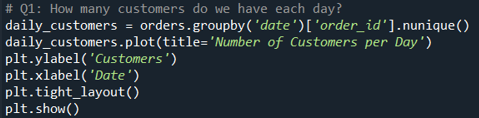 # Q1: How many customers do we have each day?
daily_customers = orders.groupby('date')['order_id'].nunique()
daily_customers.plot(title='Number of Customers per Day')
plt.ylabel('Customers')
plt.xlabel('Date')
plt.tight_layout()
plt.show()